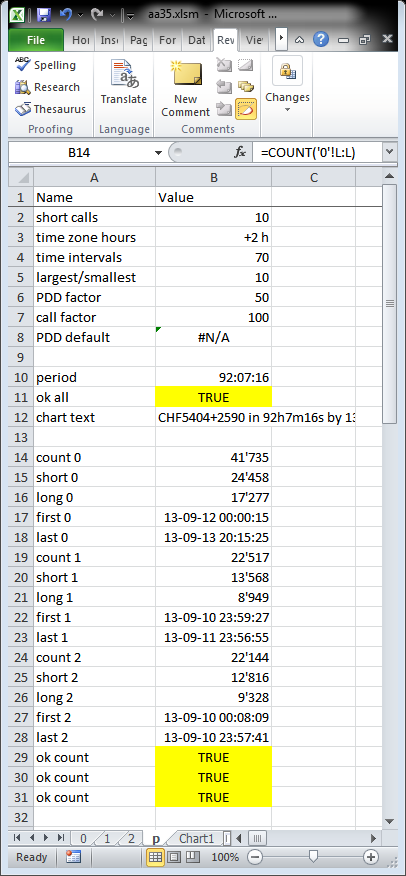 aa35.xlsm - Microsoft ...
File Ho Inse Pag For Dat Rev Vie
Spelling
Research
Thesaurus
Proofing
Translate
Language
New Comment
Comments
Changes
B14 fx =COUNT('0'!L:L)
A B C
1 Name Value
2 short calls 10
3 time zone hours +2 h
4 time intervals 70
5 largest/smallest 10
6 PDD factor 50
7 call factor 100
8 PDD default #N/A
9
10 period 92:07:16
11 ok all TRUE
12 chart text CHF5404+2590 in 92h7m16s by 13
13
14 count 0 41'735
15 short 0 24'458
16 long 0 17'277
17 first 0 13-09-12 00:00:15
18 last 0 13-09-13 20:15:25
19 count 1 22'517
20 short 1 13'568
21 long 1 8'949
22 first 1 13-09-10 23:59:27
23 last 1 13-09-11 23:56:55
24 count 2 22'144
25 short 2 12'816
26 long 2 9'328
27 first 2 13-09-10 00:08:09
28 last 2 13-09-10 23:57:41
29 ok count TRUE
30 ok count TRUE
31 ok count TRUE
32
0 1 2 p Chart1
Ready 100%